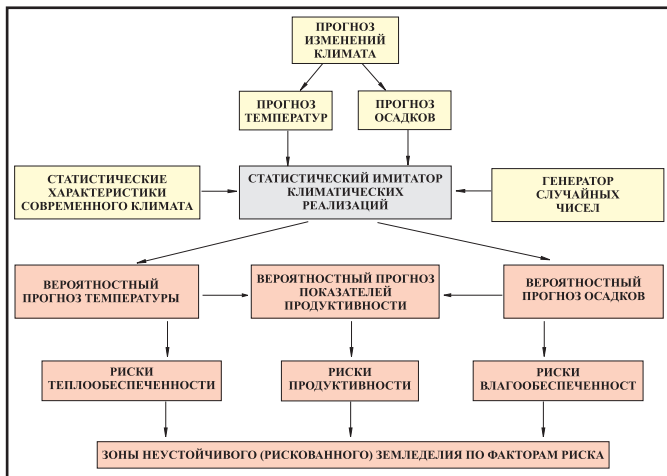 ПРОГНОЗ
ИЗМЕНЕНИЙ
КЛИМАТА
ПРОГНОЗ
ТЕМПЕРАТУР
ПРОГНОЗ
ОСАДКОВ
СТАТИСТИЧЕСКИЕ
ХАРАКТЕРИСТИКИ
СОВРЕМЕННОГО КЛИМАТА
СТАТИСТИЧЕСКИЙ ИМИТАТОР
КЛИМАТИЧЕСКИХ
РЕАЛИЗАЦИЙ
ГЕНЕРАТОР
СЛУЧАЙНЫХ
ЧИСЕЛ
ВЕРОЯТНОСТНЫЙ
ПРОГНОЗ ТЕМПЕРАТУРЫ
ВЕРОЯТНОСТНЫЙ ПРОГНОЗ
ПОКАЗАТЕЛЕЙ
ПРОДУКТИВНОСТИ
ВЕРОЯТНОСТНЫЙ
ПРОГНОЗ ОСАДКОВ
РИСКИ
ТЕПЛООБЕСПЕЧЕННОСТИ
РИСКИ
ПРОДУКТИВНОСТИ
РИСКИ
ВЛАГООБЕСПЕЧЕННОСТ
ЗОНЫ НЕУСТОЙЧИВОГО (РИСКОВАННОГО) ЗЕМЛЕДЕЛИЯ ПО ФАКТОРАМ РИСКА